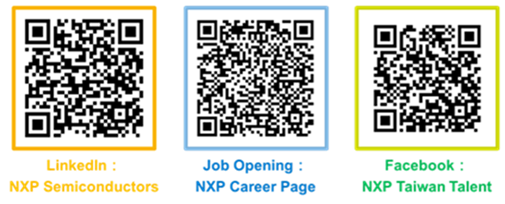 LinkedIn：
NXP Semiconductors
Job Opening：
NXP Career Page
Facebook：
NXP Taiwan Talent